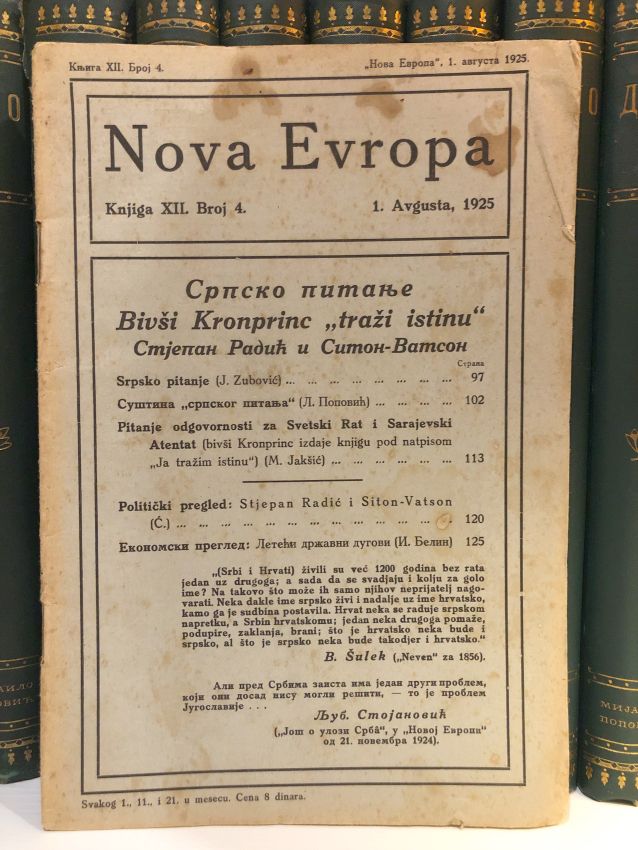 Књига XII. Број 4. „Нова Европа“, 1. августа 1925.
Nova Evropa
Knjiga XII. Broj 4. 1. Avgusta, 1925
Српско питање
Bivši Kronprinc „traži istinu“
Стјепан Радић и Ситон-Ватсон
Страна
Srpsko pitanje (J. Zubović) ... ... ... ... ... ... ... ... 97
Суштина „српског питања“ (Л. Поповић) ... ... ... ... 102
Pitanje odgovornosti za Svetski Rat i Sarajevski
Atentat (bivši Kronprinc izdaje knjigu pod natpisom
„Ja tražim istinu“) (M. Jakšić) ... ... ... ... ... ... 113
Politički pregled: Stjepan Radić i Siton-Vatson
(Ć.) ... ... ... ... ... ... ... ... ... ... ... ... 120
Економски преглед: Летећи државни дугови (И. Белин) 125
„(Srbi i Hrvati) živili su već 1200 godina bez rata
jedan uz drugoga; a sada da se svadjaju i kolju za golo
ime? Na takovo što može ih samo njihov neprijatelj nago-
varati. Neka dakle ime srpsko živi i nadalje uz ime hrvatsko,
kamo ga je sudbina postavila. Hrvat neka se raduje srpskom
napretku, a Srbin hrvatskomu; jedan neka drugoga pomaže,
podupire, zaklanja, brani; što je hrvatsko neka bude i
srpsko, al što je srpsko neka bude takodjer i hrvatsko.“
B. Šulek („Neven“ za 1856).
Али пред Србима заиста има један други проблем,
који они досад нису могли решити, — то је проблем
Југославије . . .
Љуб. Стојановић
(„Још о улози Срба̂“, у „Новој Европи“
од 21. новембра 1924).
Svakog 1., 11., i 21. u mesecu. Cena 8 dinara.